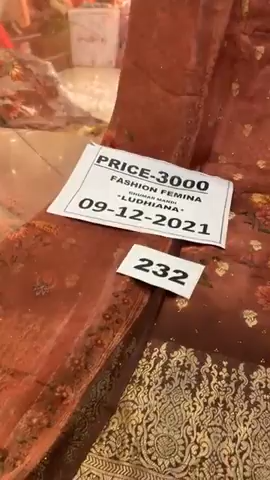 PRICE-3000
FASHION FEMINA
GHUMAR MANDI
"LUDHIANA"
09-12-2021
232